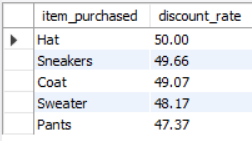 item_purchased discount_rate
Hat 50.00
Sneakers 49.66
Coat 49.07
Sweater 48.17
Pants 47.37